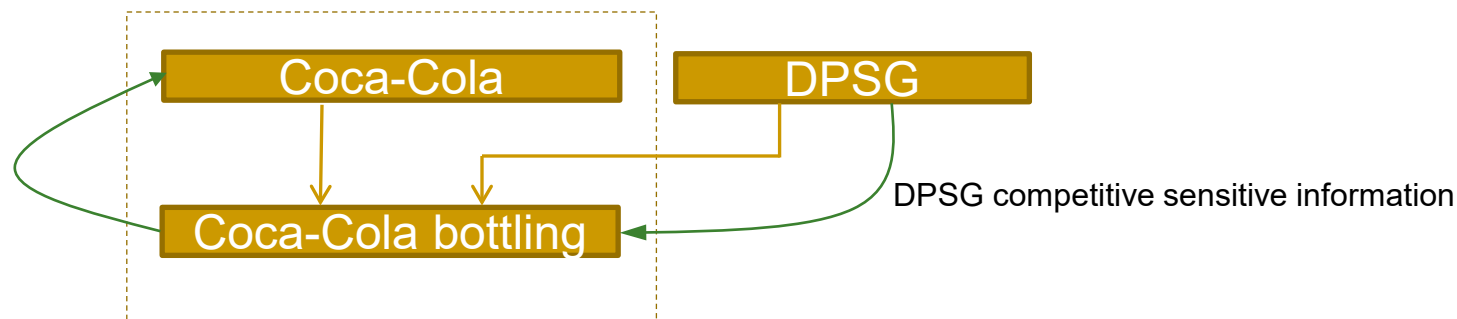 Coca-Cola
DPSG
DPSG competitive sensitive information
Coca-Cola bottling